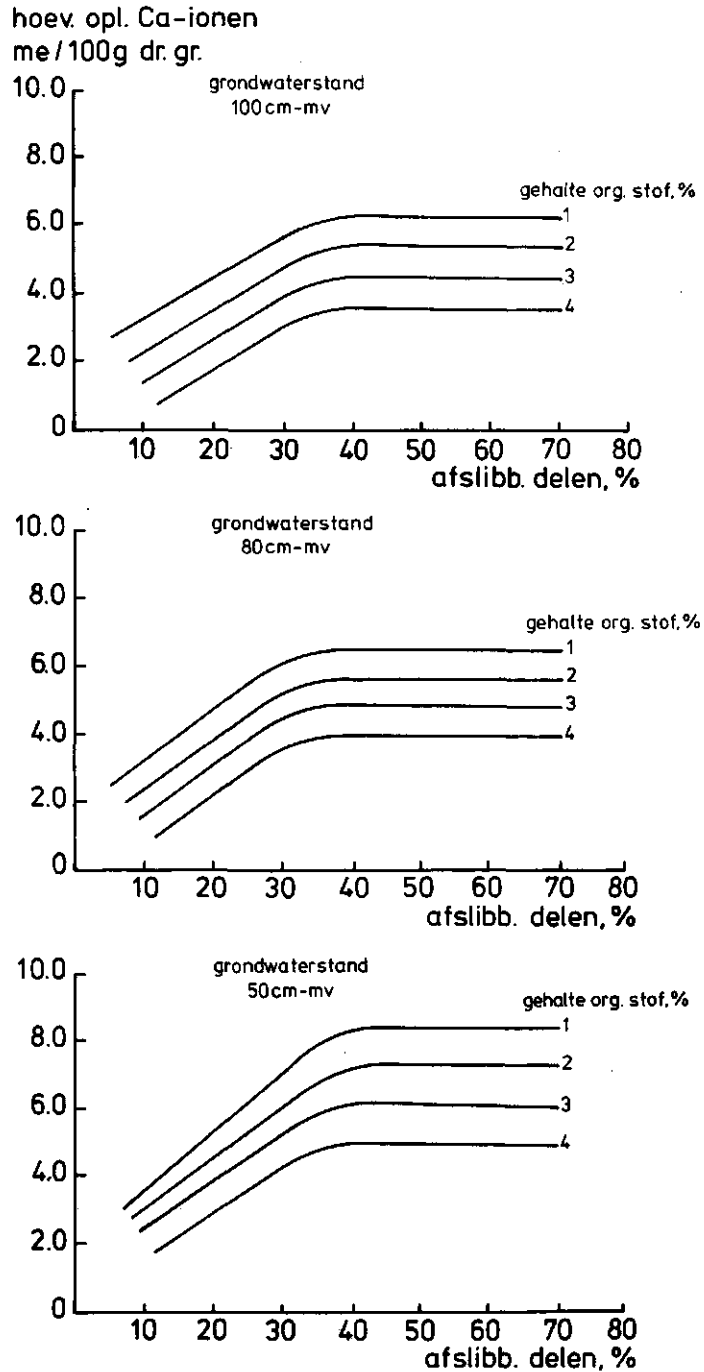 hoev. opl. Ca-ionen
me/100g dr. gr.
10.0
8.0
6.0
4.0
2.0
0
grondwaterstand
100cm-mv
gehalte org. stof,%
1
2
3
4
10 20 30 40 50 60 70 80
afslibb. delen, %
10.0
8.0
6.0
4.0
2.0
0
grondwaterstand
80cm-mv
gehalte org. stof,%
1
2
3
4
10 20 30 40 50 60 70 80
afslibb. delen, %
10.0
8.0
6.0
4.0
2.0
0
grondwaterstand
50cm-mv
gehalte org. stof,%
1
2
3
4
10 20 30 40 50 60 70 80
afslibb. delen, %